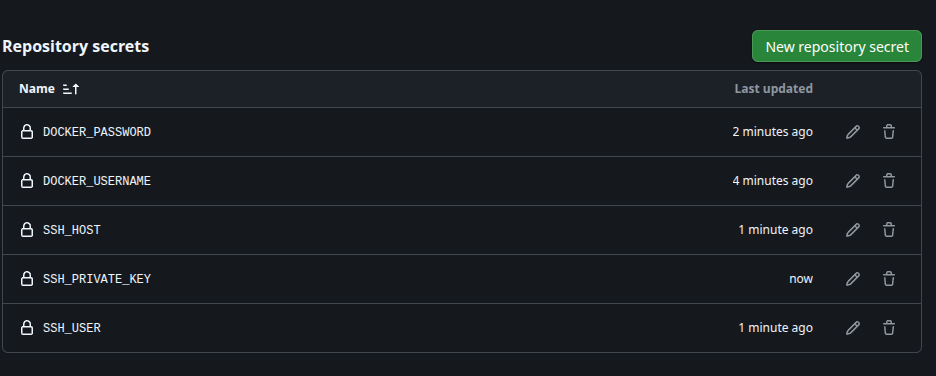 Repository secrets
New repository secret
Name Last updated
DOCKER_PASSWORD 2 minutes ago
DOCKER_USERNAME 4 minutes ago
SSH_HOST 1 minute ago
SSH_PRIVATE_KEY now
SSH_USER 1 minute ago